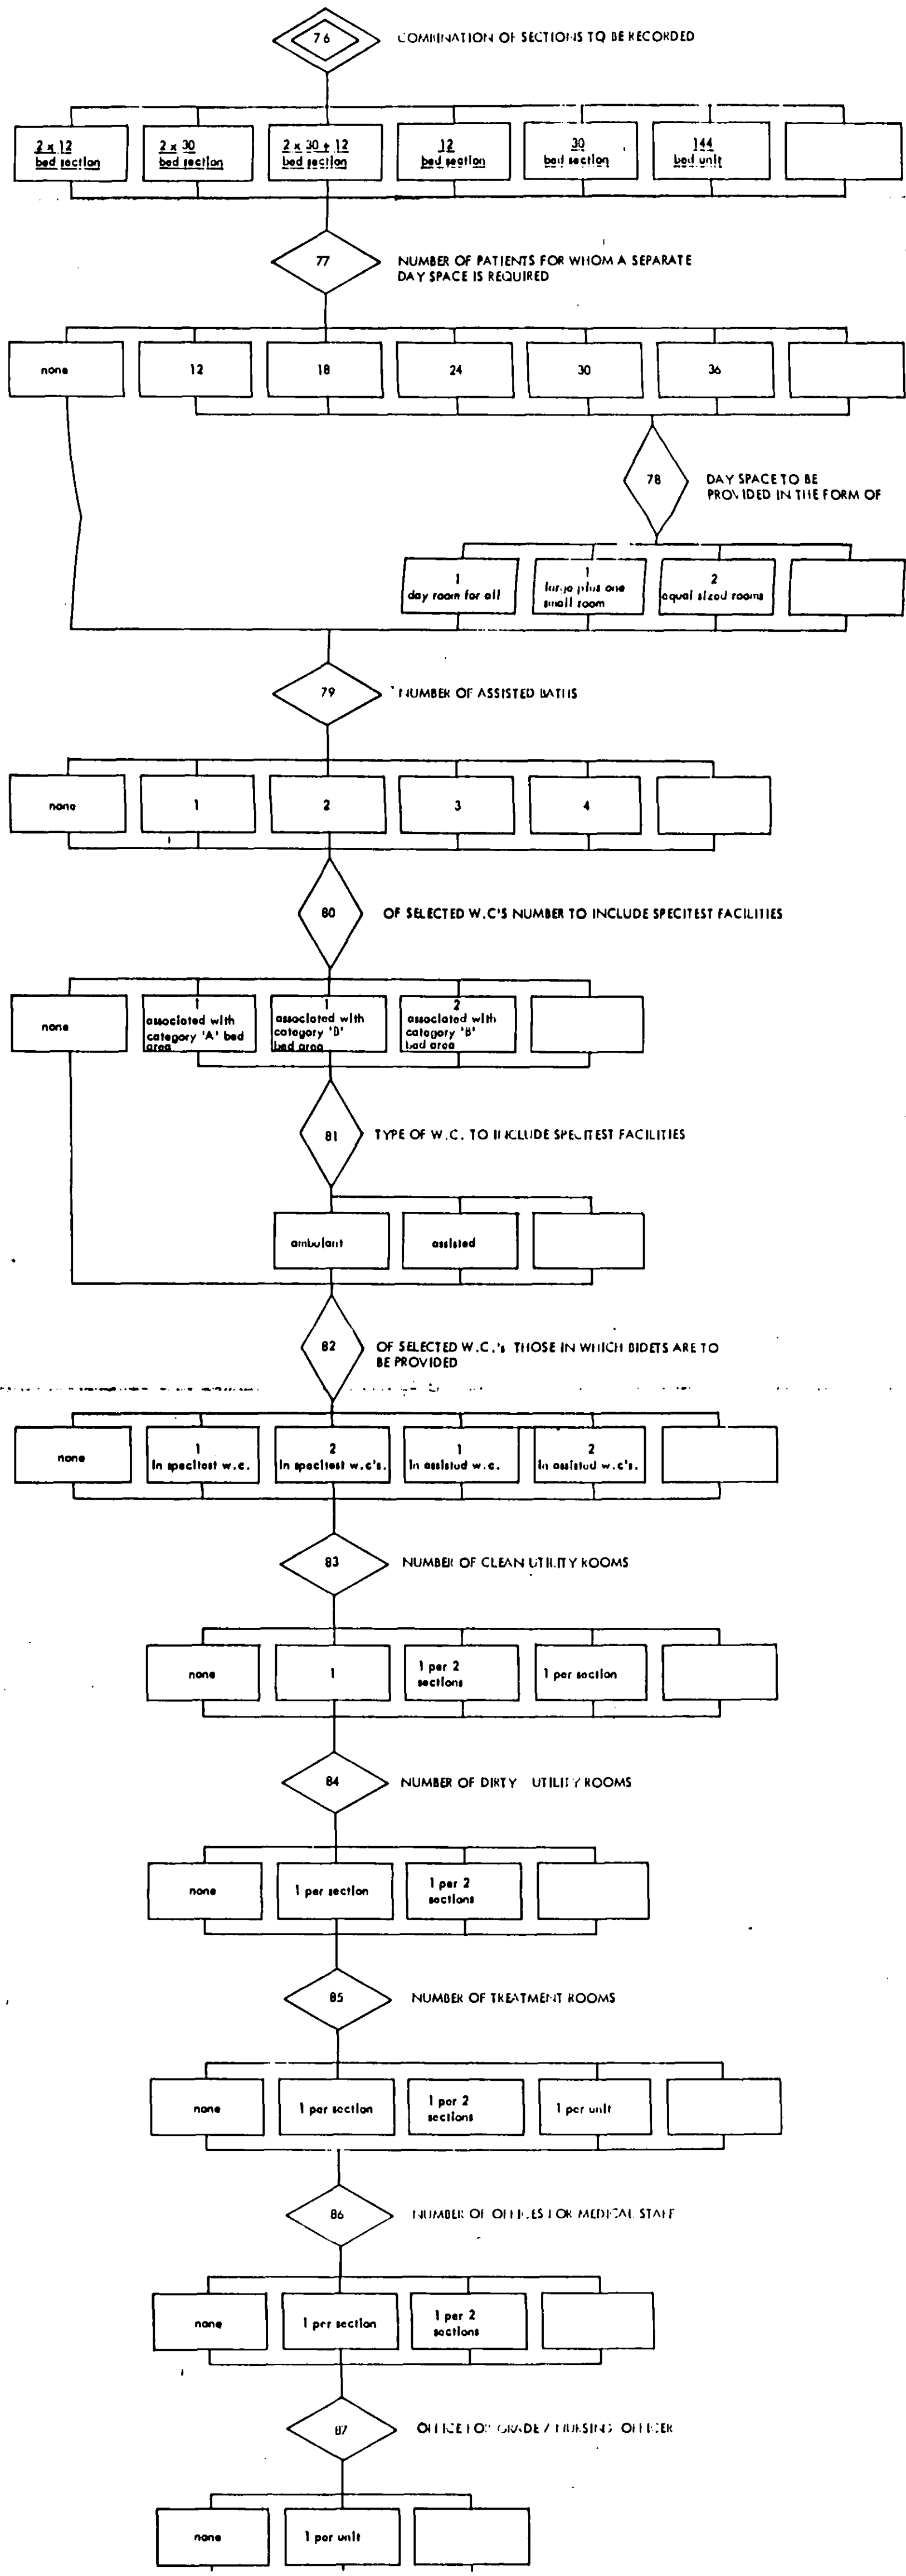 76
COMBINATION OF SECTIONS TO BE RECORDED
2 x 12
bed section
2 x 30
bed section
2 x 30 + 12
bed section
12
bed section
30
bed section
144
bed unit
77
NUMBER OF PATIENTS FOR WHOM A SEPARATE
DAY SPACE IS REQUIRED
none
12
18
24
30
36
78
DAY SPACE TO BE
PROVIDED IN THE FORM OF
1
day room for all
1
large plus one
small room
2
equal sized rooms
79
NUMBER OF ASSISTED BATHS
none
1
2
3
4
80
OF SELECTED W.C'S NUMBER TO INCLUDE SPECITEST FACILITIES
none
1
associated with
category 'A' bed
area
1
associated with
category 'B'
bed area
2
associated with
category 'B'
bed area
81
TYPE OF W.C. TO INCLUDE SPECITEST FACILITIES
ambulant
assisted
82
OF SELECTED W.C.'s THOSE IN WHICH BIDETS ARE TO
BE PROVIDED
none
1
In specitest w.c.
2
In specitest w.c's.
1
In assisted w.c.
2
In assisted w.c's.
83
NUMBER OF CLEAN UTILITY ROOMS
none
1
1 per 2
sections
1 per section
84
NUMBER OF DIRTY UTILITY ROOMS
none
1 per section
1 per 2
sections
85
NUMBER OF TREATMENT ROOMS
none
1 per section
1 per 2
sections
1 per unit
86
NUMBER OF OFFICES FOR MEDICAL STAFF
none
1 per section
1 per 2
sections
87
OFFICE FOR GRADE 7 NURSING OFFICER
none
1 per unit